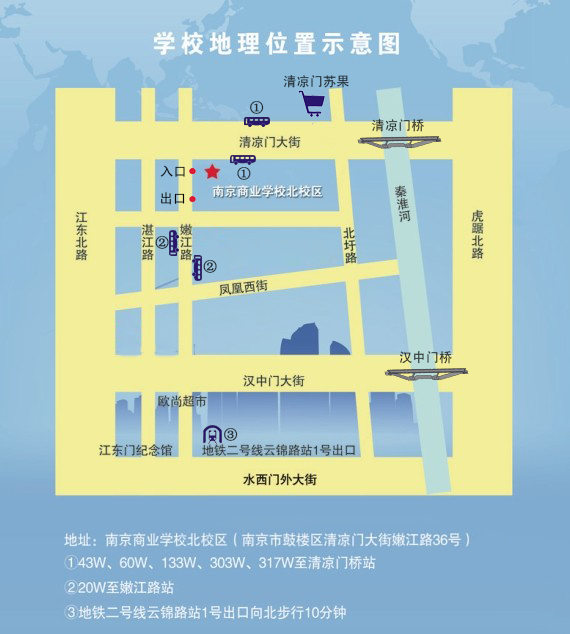 学校地理位置示意图
清凉门苏果
①
清凉门桥
清凉门大街
①
入口
南京商业学校北校区
出口
秦淮河
江东北路
湛江路
②
嫩江路
北圩路
虎踞北路
②
凤凰西街
汉中门桥
汉中门大街
欧尚超市
③
江东门纪念馆
地铁二号线云锦路站1号出口
水西门外大街
地址：南京商业学校北校区（南京市鼓楼区清凉门大街嫩江路36号）
①43W、60W、133W、303W、317W至清凉门桥站
②20W至嫩江路站
③地铁二号线云锦路站1号出口向北步行10分钟